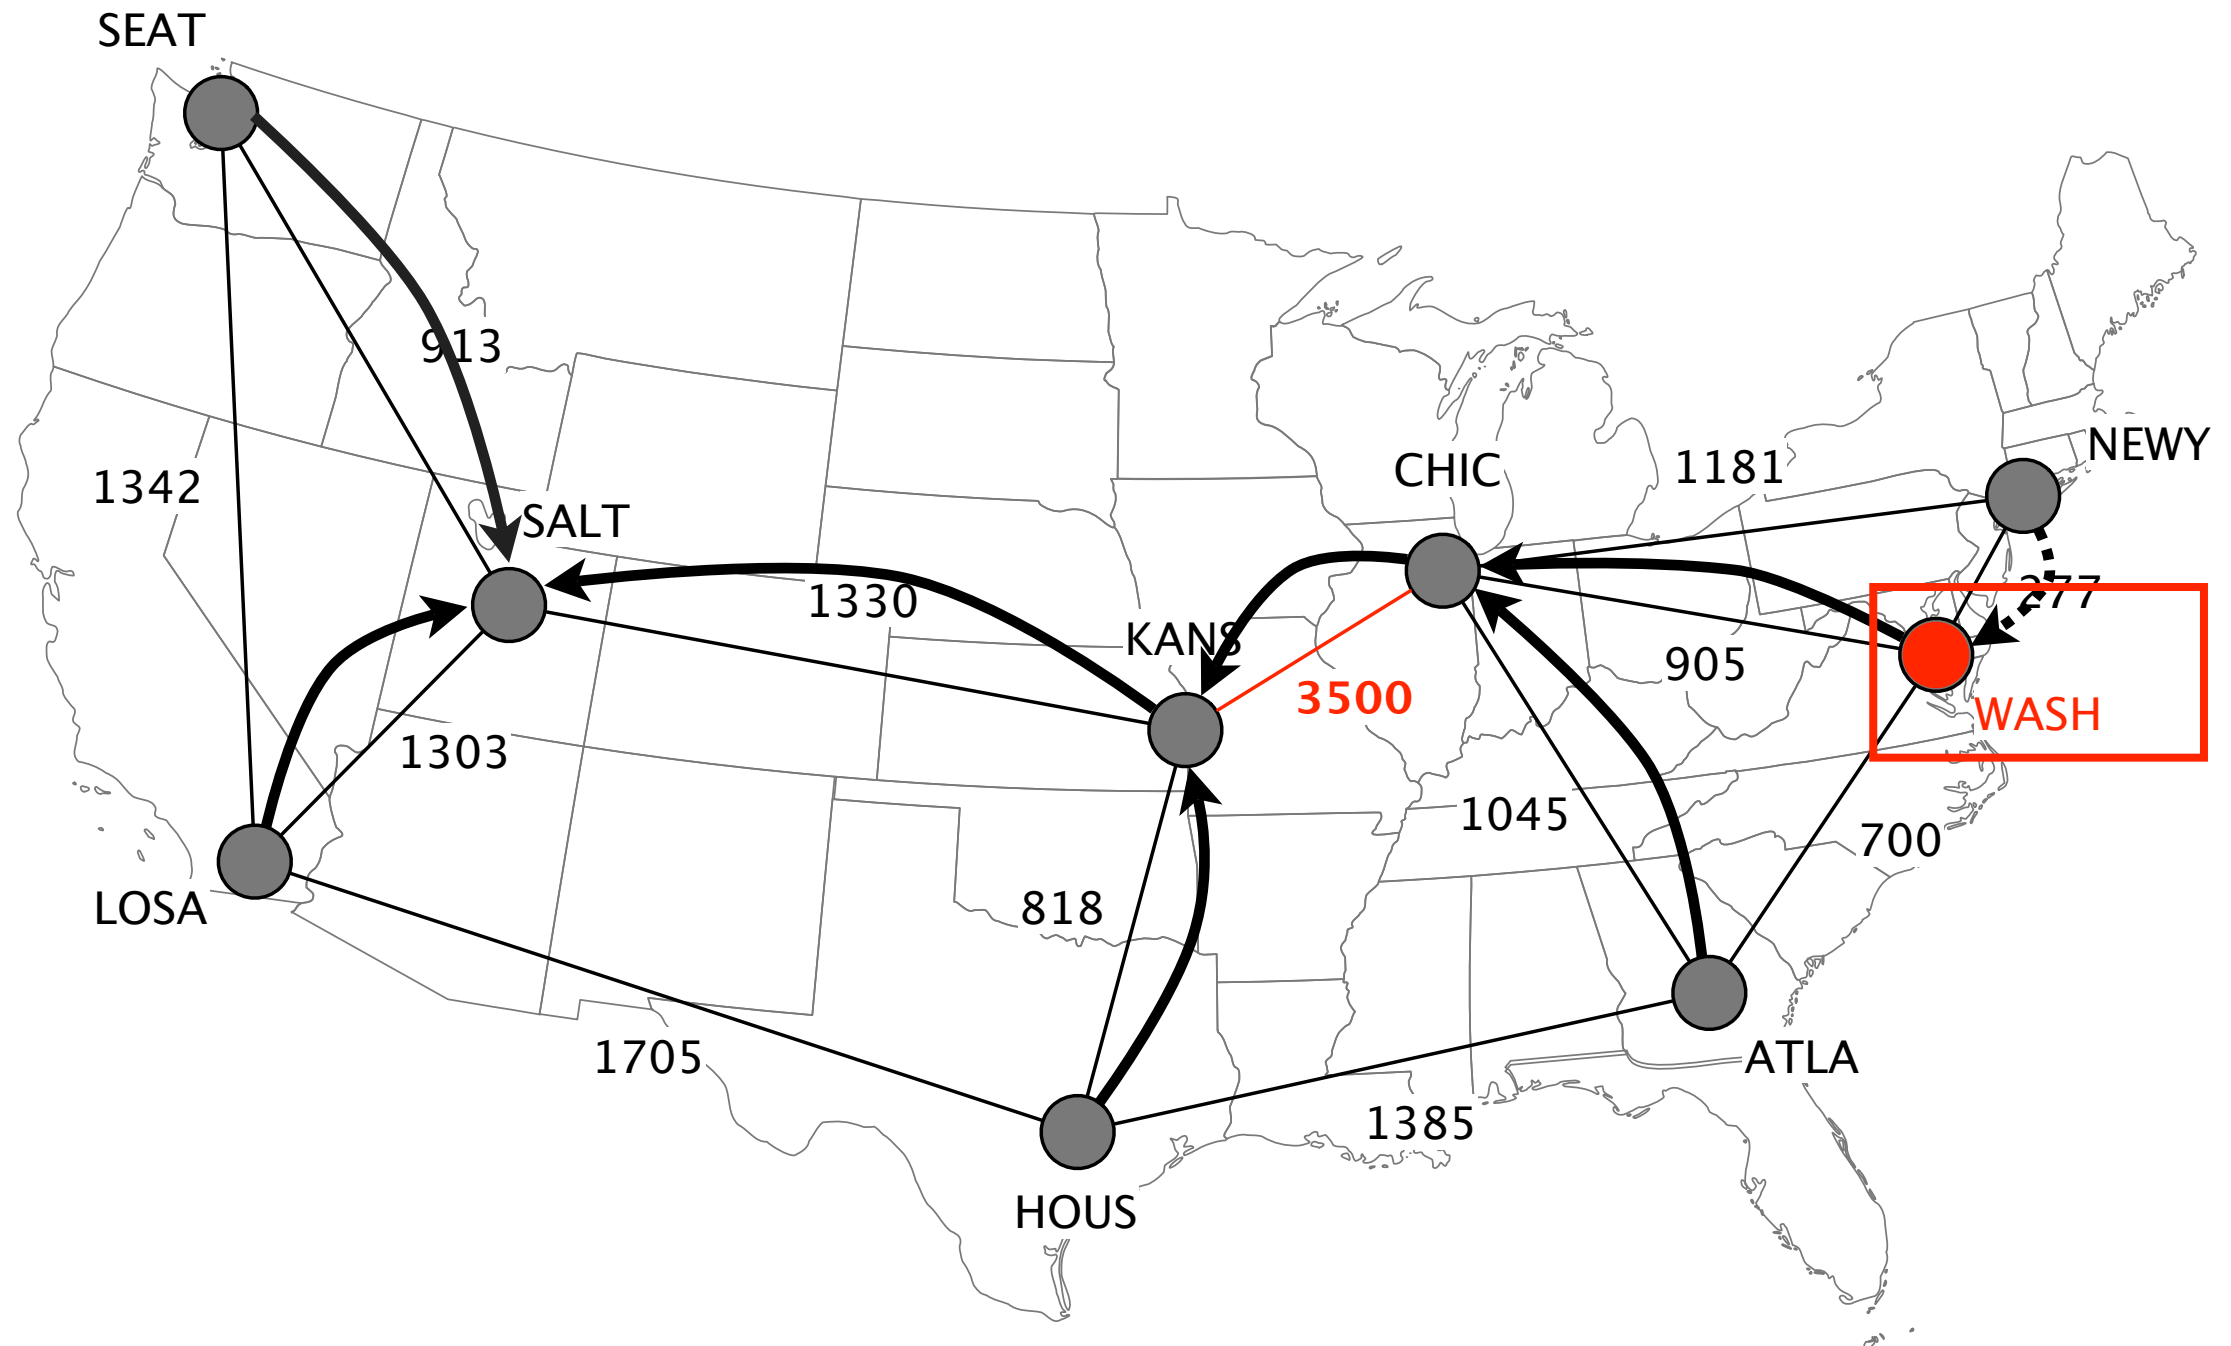 SEAT
913
NEWY
1181
CHIC
1342
SALT
277
1330
KANS
905
3500
WASH
1303
1045
700
818
LOSA
1705
ATLA
1385
HOUS